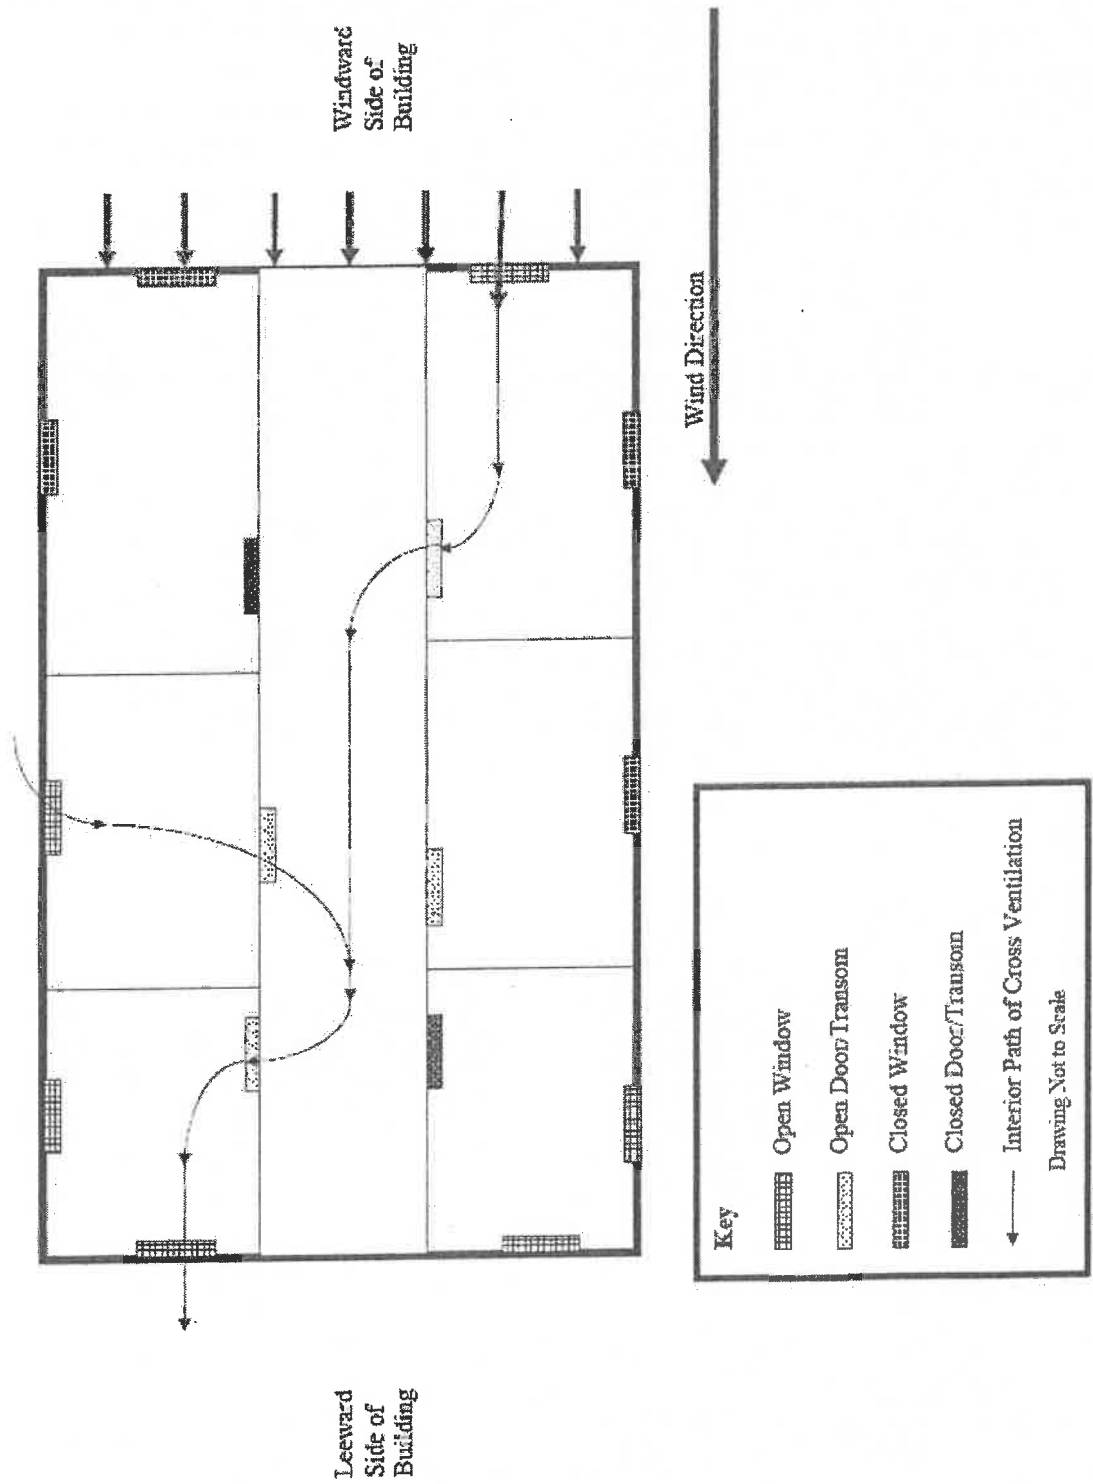 Windward
Side of
Building
Wind Direction
Leeward
Side of
Building
Key
Open Window
Open Door/Transom
Closed Window
Closed Door/Transom
Interior Path of Cross Ventilation
Drawing Not to Scale